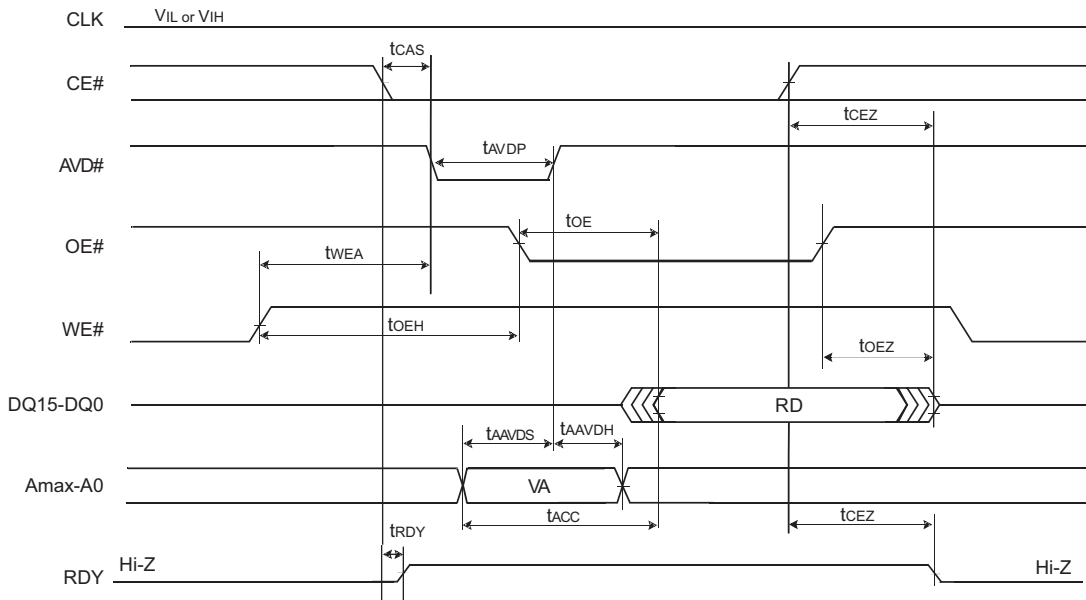 CLK VIL or VIH
tCAS
CE#
tCEZ
AVD# tAVDP
tOE
OE#
tWEA
WE# tOEH
tOEZ
DQ15-DQ0 RD
tAAVDS tAAVDH
Amax-A0 VA
tACC tCEZ
tRDY
Hi-Z Hi-Z
RDY